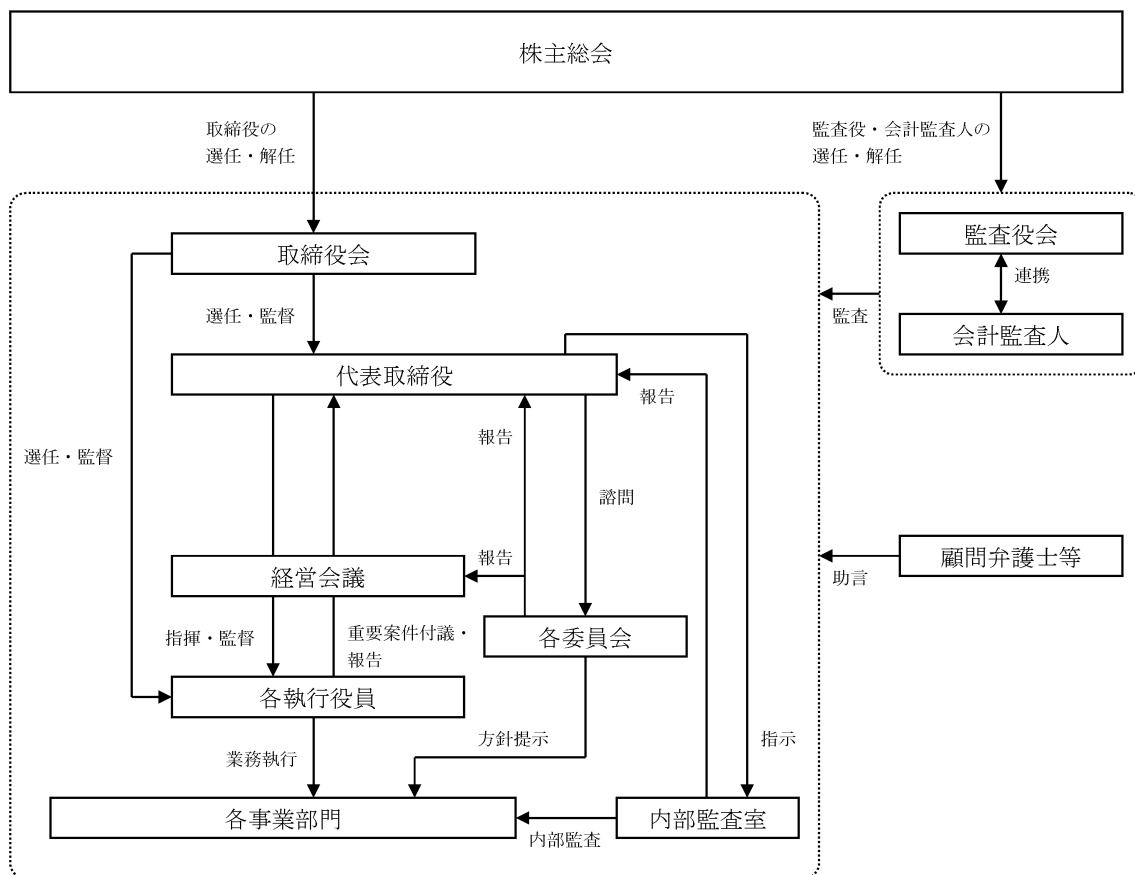 株主総会
取締役の
選任・解任
監査役・会計監査人の
選任・解任
取締役会
監査役会
連携
会計監査人
監査
選任・監督
代表取締役
報告
報告
選任・監督
諮問
報告
経営会議
顧問弁護士等
助言
各委員会
指揮・監督
重要案件付議・
報告
各執行役員
方針提示
指示
業務執行
各事業部門
内部監査室
内部監査